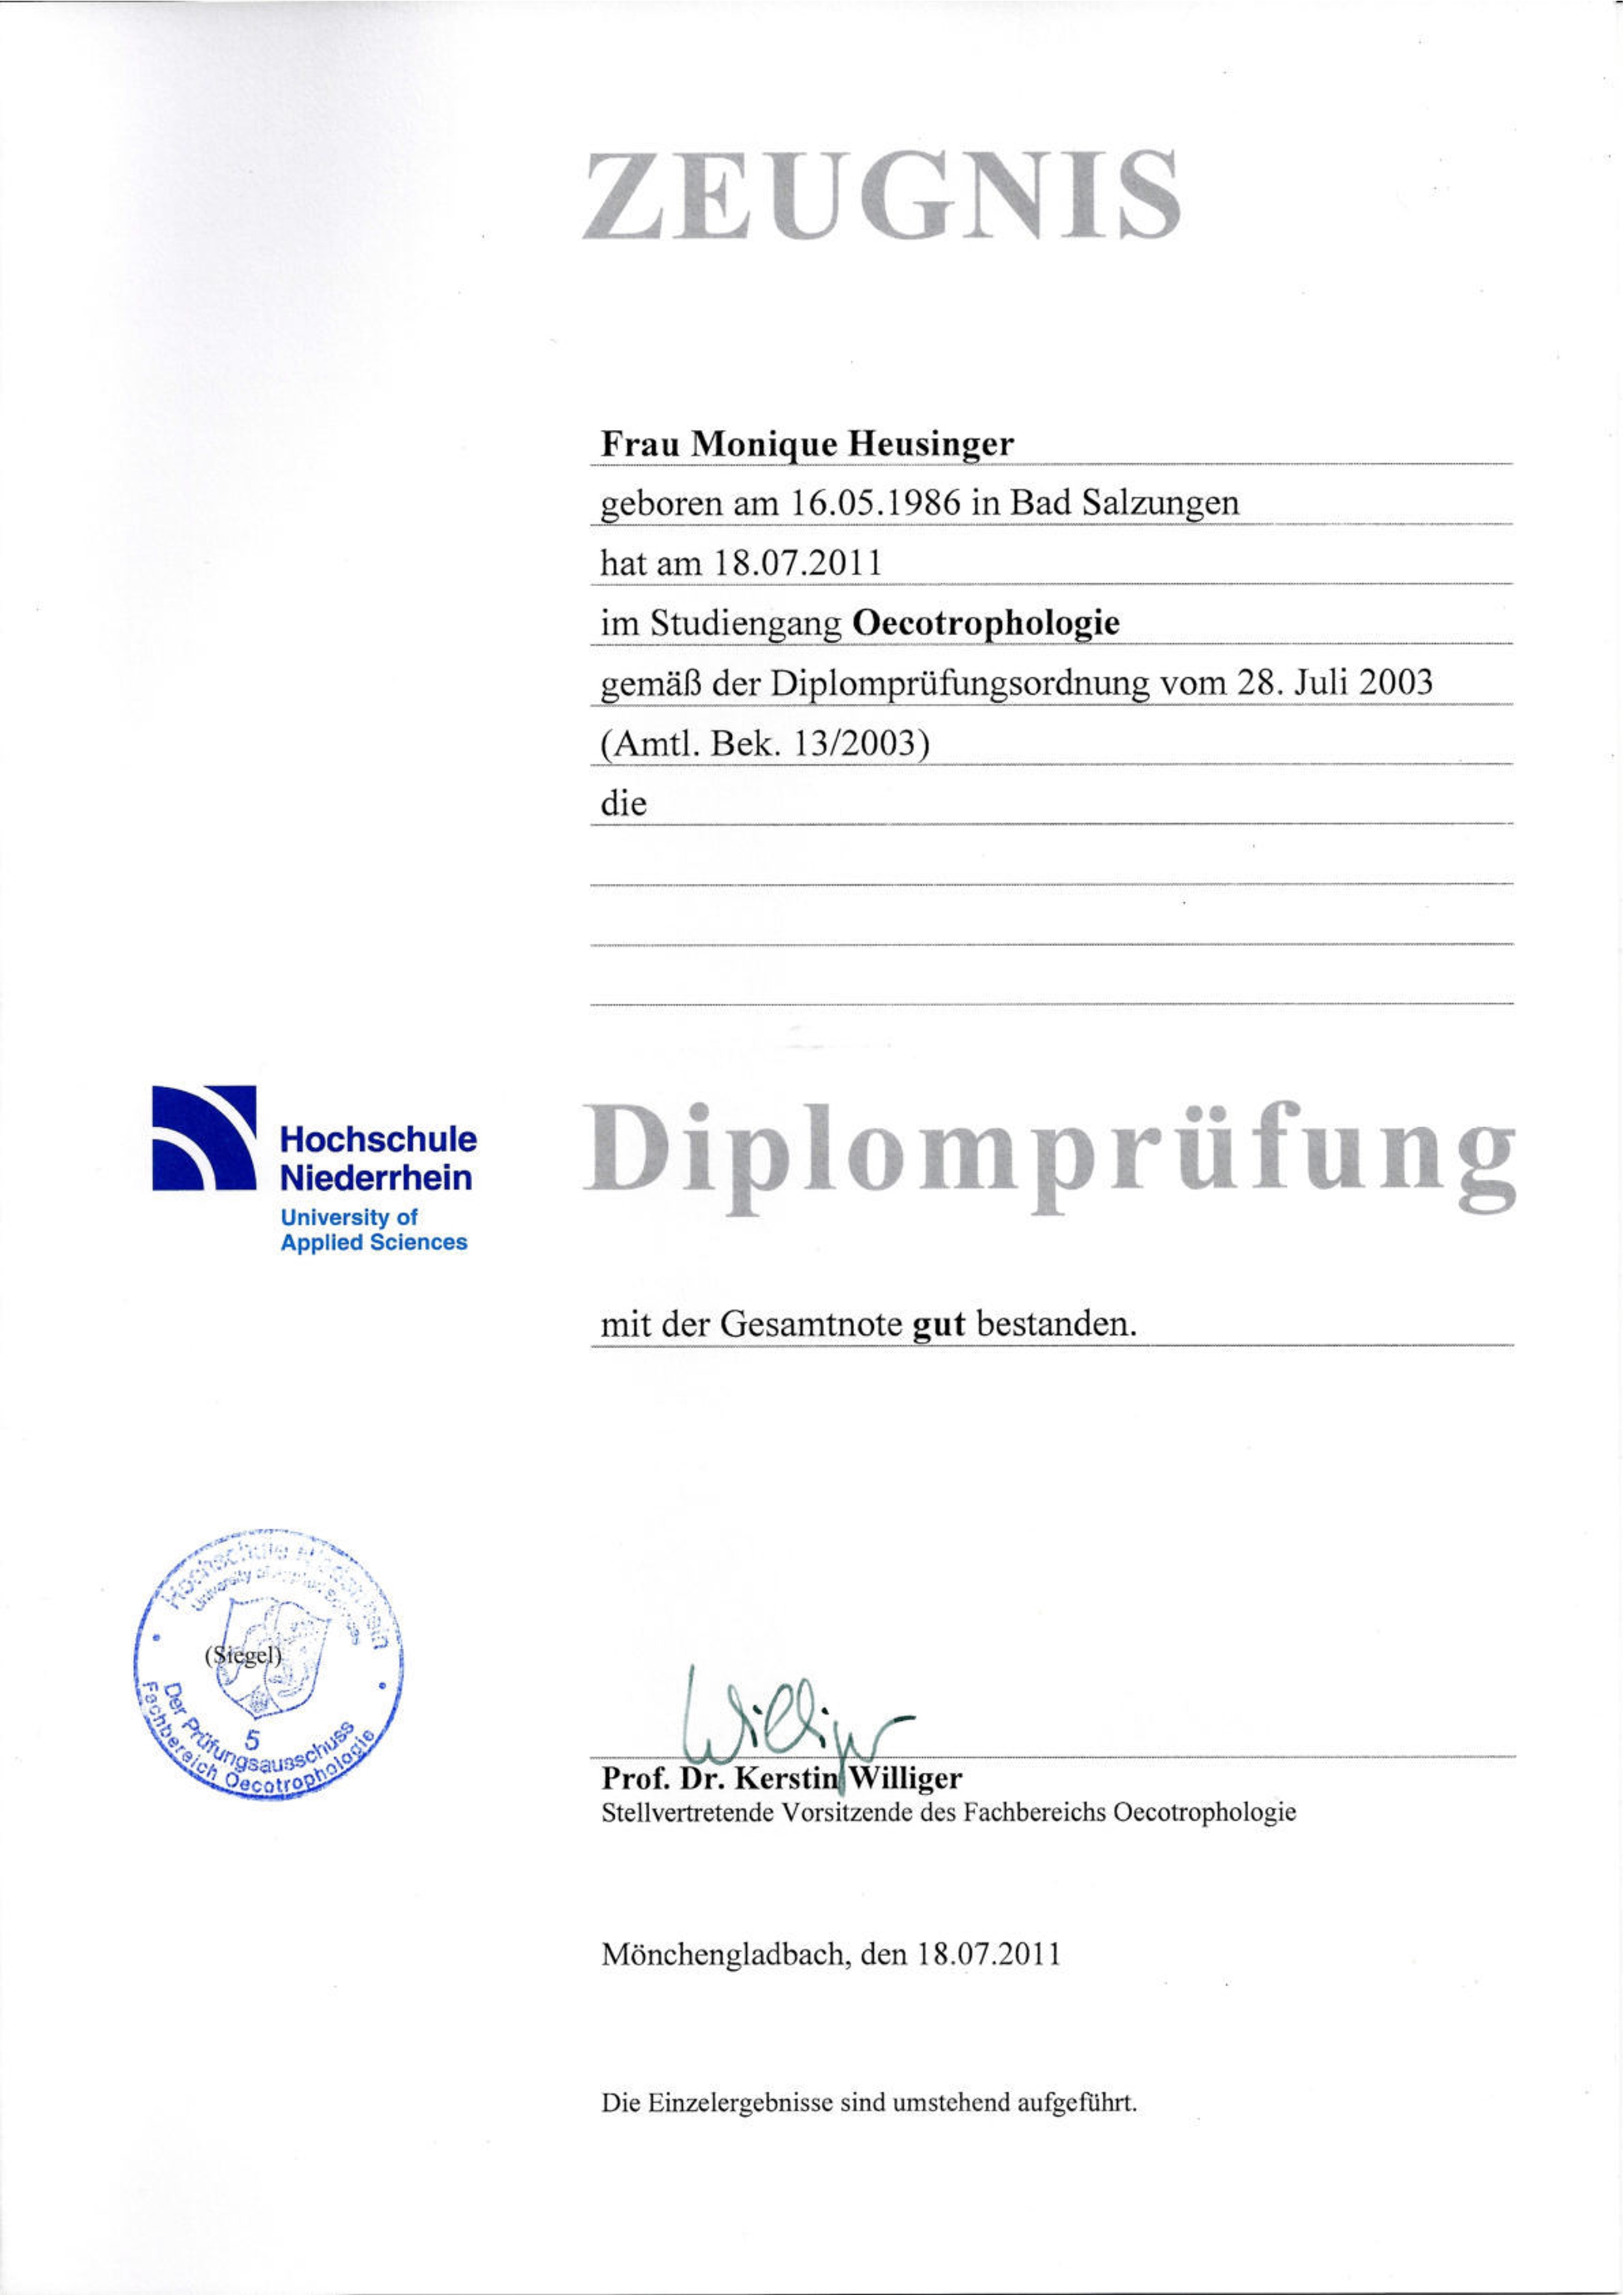 ZEUGNIS
Frau Monique Heusinger
geboren am 16.05.1986 in Bad Salzungen
hat am 18.07.2011
im Studiengang Oecotrophologie
gemäß der Diplomprüfungsordnung vom 28. Juli 2003
(Amtl. Bek. 13/2003)
die
Hochschule
Niederrhein
University of
Applied Sciences
Diplomprüfung
mit der Gesamtnote gut bestanden.
Hochschule Niederrhein
University of Applied Sciences
(Siegel)
5
Der Prüfungsausschuss
Fachbereich Oecotrophologie
Williger
Prof. Dr. Kerstin Williger
Stellvertretende Vorsitzende des Fachbereichs Oecotrophologie
Mönchengladbach, den 18.07.2011
Die Einzelergebnisse sind umstehend aufgeführt.